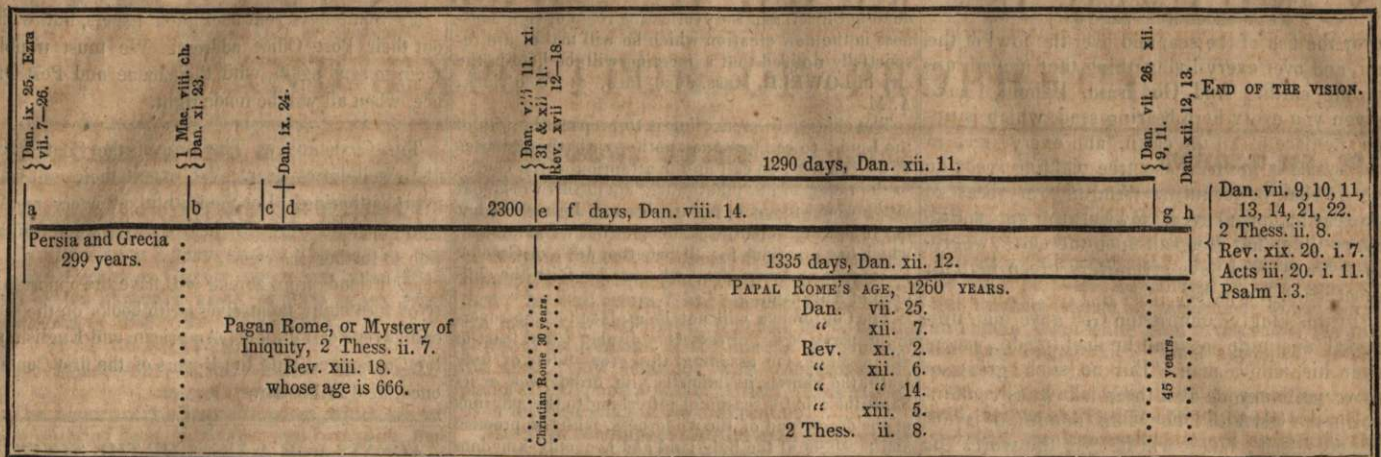 Dan. ix. 25. Ezra
vii. 7—26.
1 Mac. viii. ch.
Dan. xi. 23.
Dan. ix. 24.
Dan. viii 11. xi.
31 & xii 11.
Rev. xvii 12—18.
Dan. vii. 26. xii.
9, 11.
Dan. xii. 12, 13.
END OF THE VISION.
1290 days, Dan. xii. 11.
a b c d 2300 e f days, Dan. viii. 14. g h
Dan. vii. 9, 10, 11,
13, 14, 21, 22.
2 Thess. ii. 8.
Rev. xix. 20. i. 7.
Acts iii. 20. i. 11.
Psalm l. 3.
Persia and Grecia
299 years.
1335 days, Dan. xii. 12.
Pagan Rome, or Mystery of
Iniquity, 2 Thess. ii. 7.
Rev. xiii. 18.
whose age is 666.
Christian Rome 30 years.
PAPAL ROME'S AGE, 1260 YEARS.
Dan. vii. 25.
“ xii. 7.
Rev. xi. 2.
“ xii. 6.
“ “ 14.
“ xiii. 5.
2 Thess. ii. 8.
45 years.